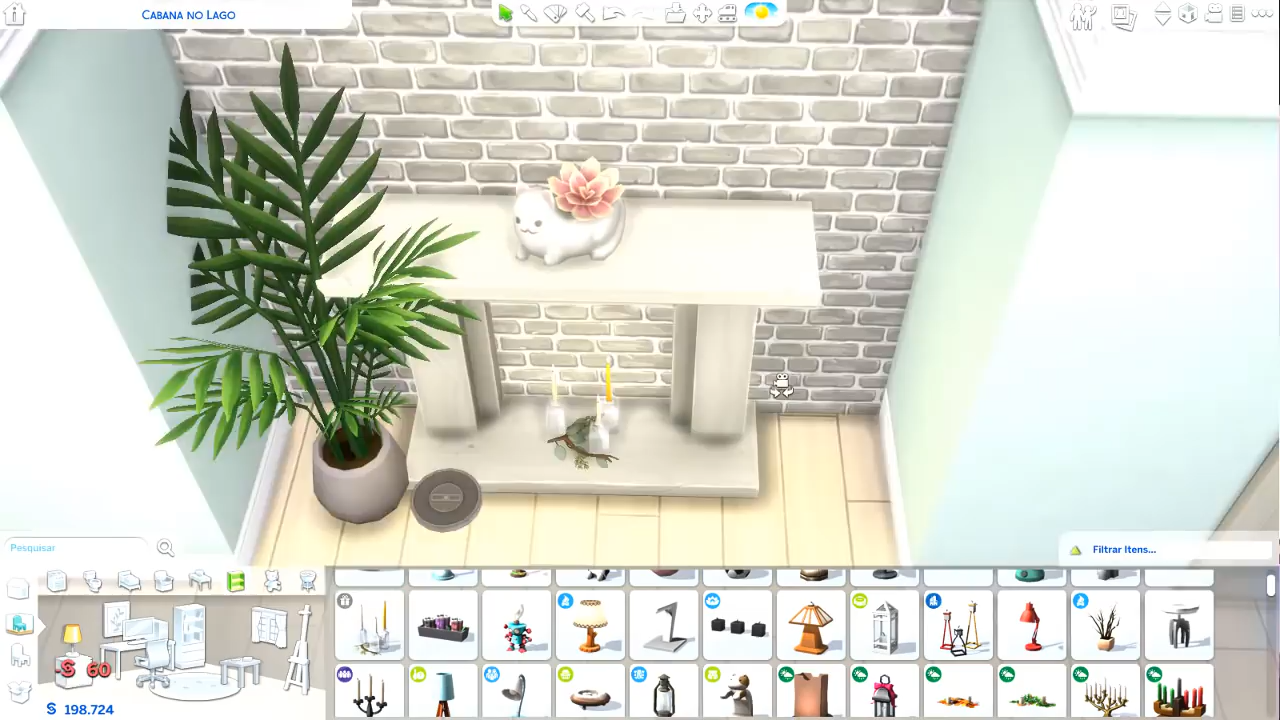 Cabana no Lago
Pesquisar
Filtrar Itens...
-S 60
S 198.724